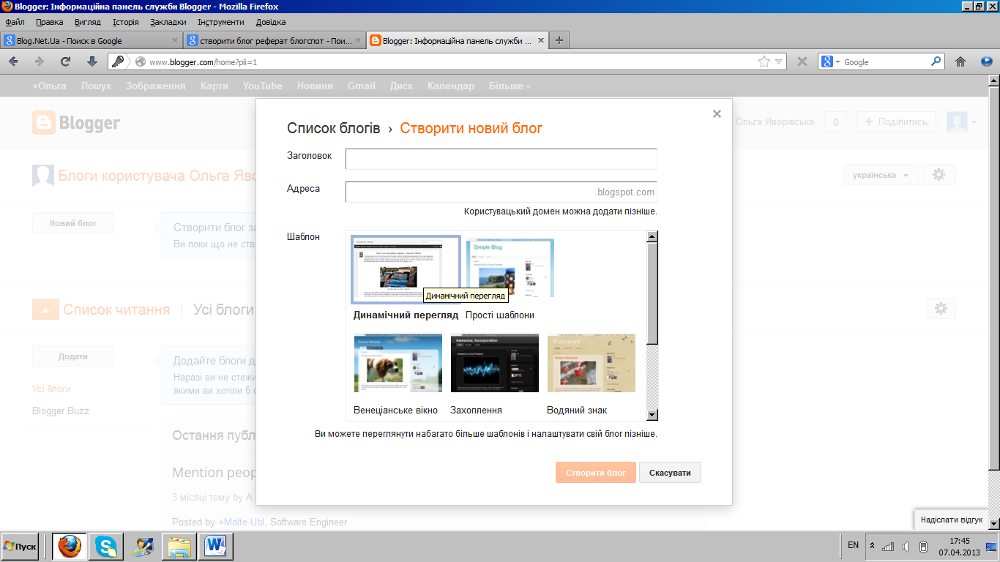 Blogger: Інформаційна панель служби Blogger - Mozilla Firefox
Файл Правка Вигляд Історія Закладки Інструменти Довідка
Blog.Net.Ua - Поиск в Google
створити блог реферат блогспот - Пои...
Blogger: Інформаційна панель служби ...
www.blogger.com/home?pli=1
Google
+Ольга Пошук Зображення Карти YouTube Новини Gmail Диск Календар Більше
Blogger
Ольга Яворівська 0 + Поділитись
Блоги користувача Ольга Яво
українська
Новий блог
Створити блог за
Ви поки що не ств
Список читання | Усі блоги
Додати
Додайте блоги д
Наразі ви не стежи
якими ви хотіли б с
Усі блоги
Blogger Buzz
Остання публ
Mention peop
3 місяці тому by A
Posted by +Malte Ubl, Software Engineer
Список блогів › Створити новий блог
Заголовок
Адреса
.blogspot.com
Користувацький домен можна додати пізніше.
Шаблон
Simple Blog
Динамічний перегляд
Динамічний перегляд Прості шаблони
Picture Window
Awesome, Incorporation
Watermark
Венеціанське вікно Захоплення Водяний знак
Ви можете переглянути набагато більше шаблонів і налаштувати свій блог пізніше.
Створити блог Скасувати
Надіслати відгук
Пуск
EN
17:45
07.04.2013